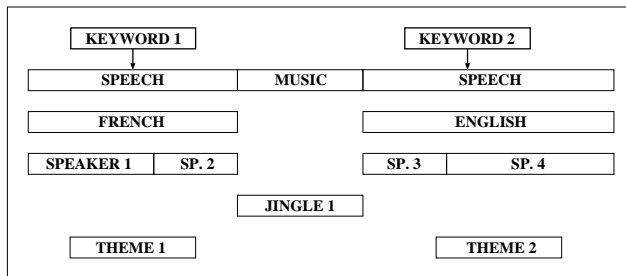 KEYWORD 1 KEYWORD 2
SPEECH MUSIC SPEECH
FRENCH ENGLISH
SPEAKER 1 SP. 2 SP. 3 SP. 4
JINGLE 1
THEME 1 THEME 2